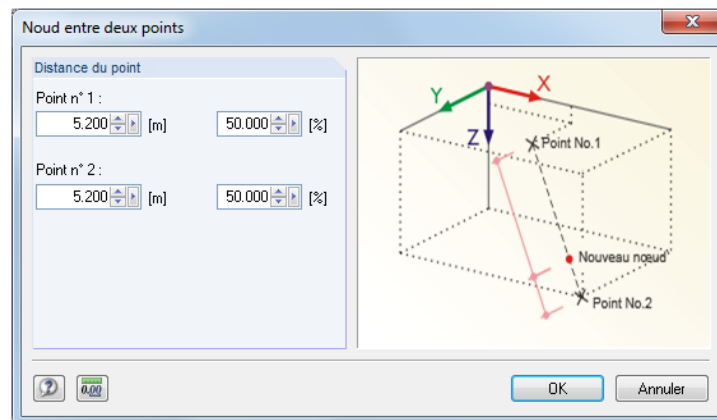 Noud entre deux points
Distance du point
Point n° 1 :
5.200 [m] 50.000 [%]
Point n° 2 :
5.200 [m] 50.000 [%]
X
Y
Z
Point No.1
Nouveau nœud
Point No.2
0.00
OK Annuler